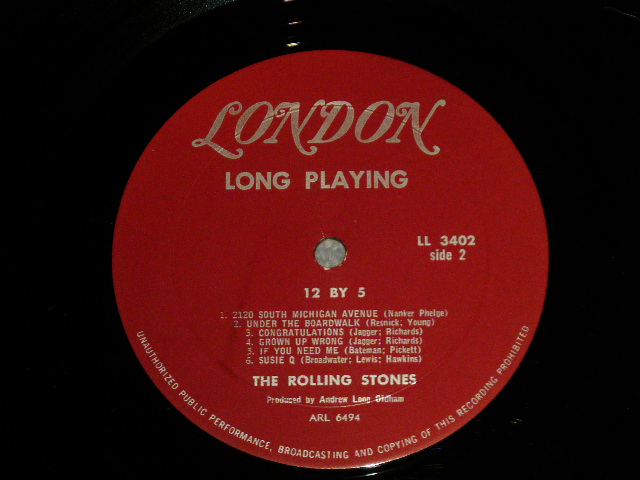 LONDON
LONG PLAYING
LL 3402
side 2
12 BY 5
1. 2120 SOUTH MICHIGAN AVENUE (Nanker Phelge)
2. UNDER THE BOARDWALK (Resnick; Young)
3. CONGRATULATIONS (Jagger; Richards)
4. GROWN UP WRONG (Jagger; Richards)
5. IF YOU NEED ME (Bateman; Pickett)
6. SUSIE Q (Broadwater; Lewis; Hawkins)
THE ROLLING STONES
Produced by Andrew Loog Oldham
ARL 6494
UNAUTHORIZED PUBLIC PERFORMANCE, BROADCASTING AND COPYING OF THIS RECORDING PROHIBITED